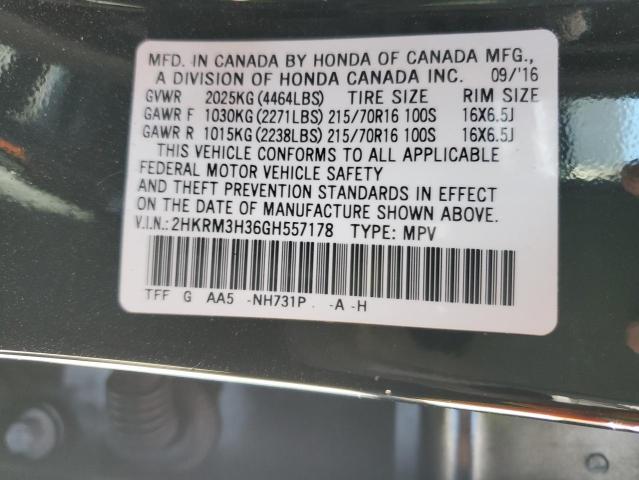 MFD. IN CANADA BY HONDA OF CANADA MFG.,
A DIVISION OF HONDA CANADA INC. 09/'16
GVWR 2025KG (4464LBS) TIRE SIZE RIM SIZE
GAWR F 1030KG (2271LBS) 215/70R16 100S 16X6.5J
GAWR R 1015KG (2238LBS) 215/70R16 100S 16X6.5J
THIS VEHICLE CONFORMS TO ALL APPLICABLE
FEDERAL MOTOR VEHICLE SAFETY
AND THEFT PREVENTION STANDARDS IN EFFECT
ON THE DATE OF MANUFACTURE SHOWN ABOVE.
V.I.N.: 2HKRM3H36GH557178 TYPE: MPV
TFF G AA5 -NH731P. -A -H